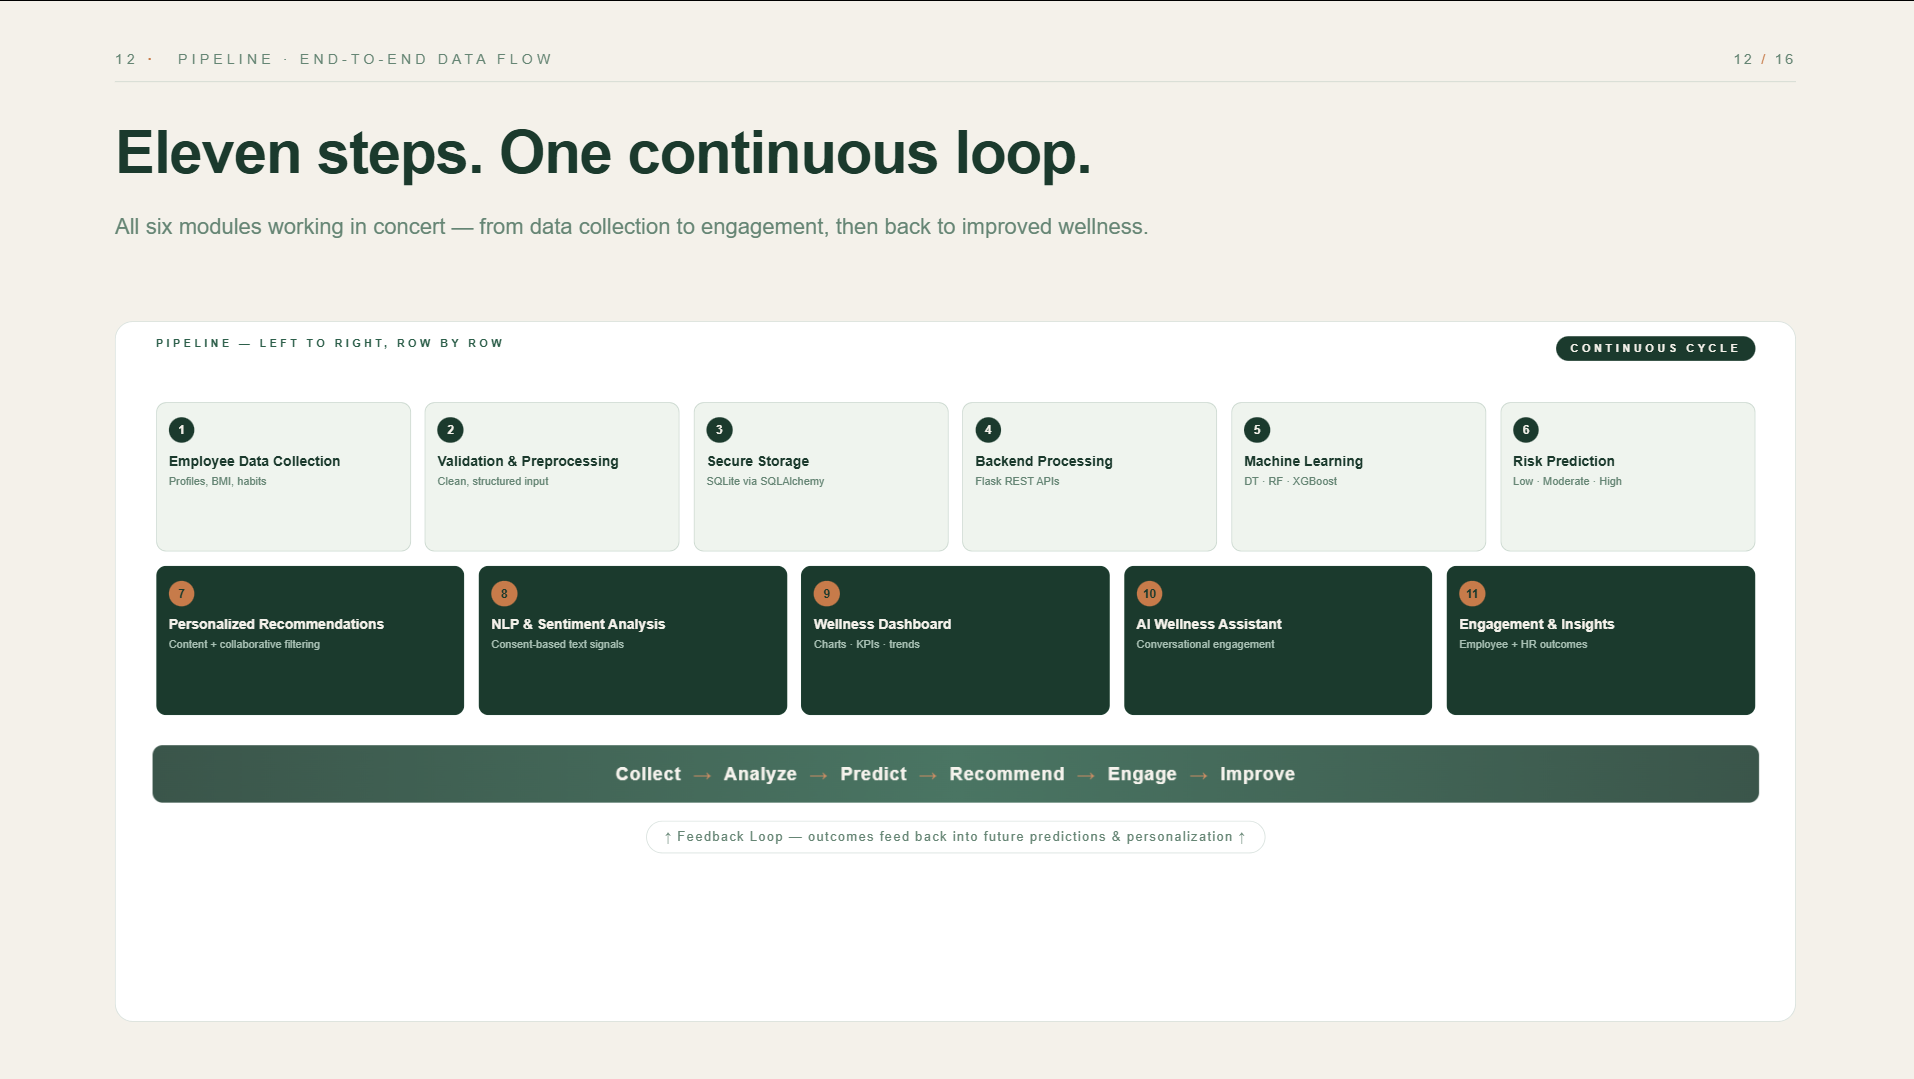 12 · PIPELINE · END-TO-END DATA FLOW
12 / 16
Eleven steps. One continuous loop.
All six modules working in concert — from data collection to engagement, then back to improved wellness.
PIPELINE — LEFT TO RIGHT, ROW BY ROW
CONTINUOUS CYCLE
1
Employee Data Collection
Profiles, BMI, habits
2
Validation & Preprocessing
Clean, structured input
3
Secure Storage
SQLite via SQLAlchemy
4
Backend Processing
Flask REST APIs
5
Machine Learning
DT · RF · XGBoost
6
Risk Prediction
Low · Moderate · High
7
Personalized Recommendations
Content + collaborative filtering
8
NLP & Sentiment Analysis
Consent-based text signals
9
Wellness Dashboard
Charts · KPIs · trends
10
AI Wellness Assistant
Conversational engagement
11
Engagement & Insights
Employee + HR outcomes
Collect → Analyze → Predict → Recommend → Engage → Improve
↑ Feedback Loop — outcomes feed back into future predictions & personalization ↑